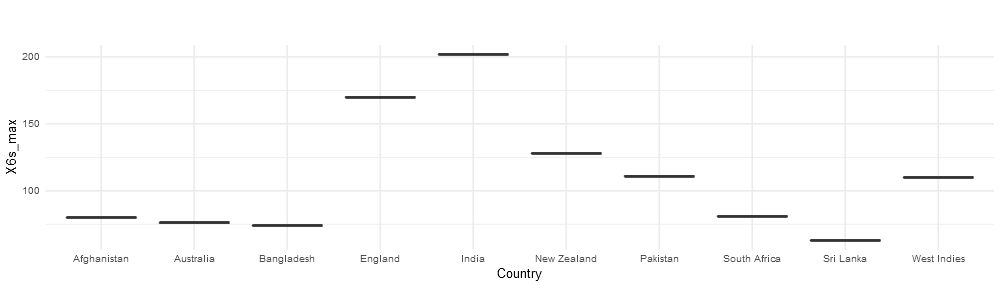 X6s_max
200
150
100
Afghanistan Australia Bangladesh England India New Zealand Pakistan South Africa Sri Lanka West Indies
Country